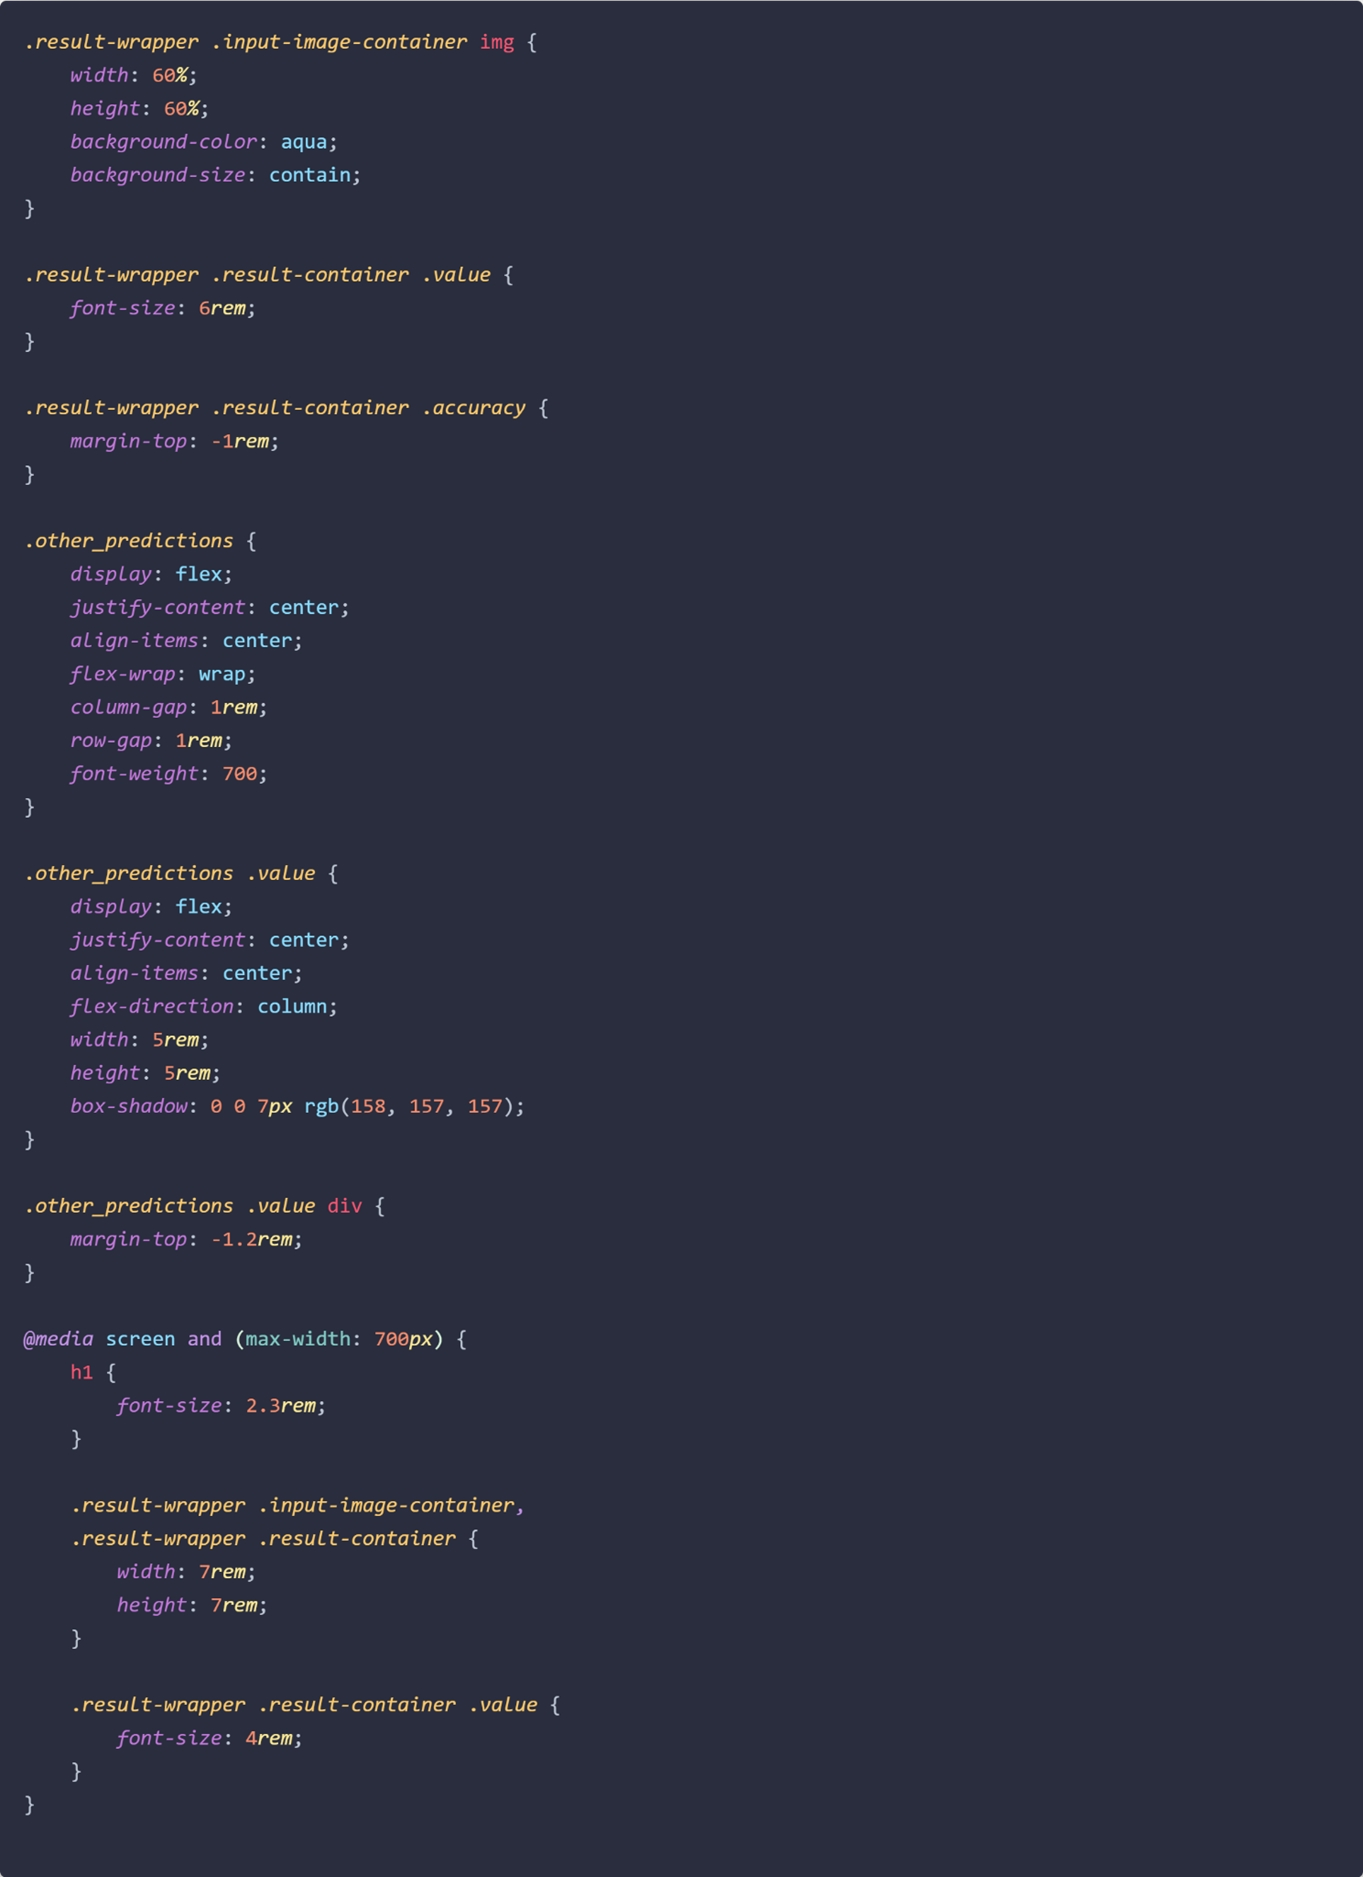 .result-wrapper .input-image-container img {
    width: 60%;
    height: 60%;
    background-color: aqua;
    background-size: contain;
}

.result-wrapper .result-container .value {
    font-size: 6rem;
}

.result-wrapper .result-container .accuracy {
    margin-top: -1rem;
}

.other_predictions {
    display: flex;
    justify-content: center;
    align-items: center;
    flex-wrap: wrap;
    column-gap: 1rem;
    row-gap: 1rem;
    font-weight: 700;
}

.other_predictions .value {
    display: flex;
    justify-content: center;
    align-items: center;
    flex-direction: column;
    width: 5rem;
    height: 5rem;
    box-shadow: 0 0 7px rgb(158, 157, 157);
}

.other_predictions .value div {
    margin-top: -1.2rem;
}

@media screen and (max-width: 700px) {
    h1 {
        font-size: 2.3rem;
    }

    .result-wrapper .input-image-container,
    .result-wrapper .result-container {
        width: 7rem;
        height: 7rem;
    }

    .result-wrapper .result-container .value {
        font-size: 4rem;
    }
}